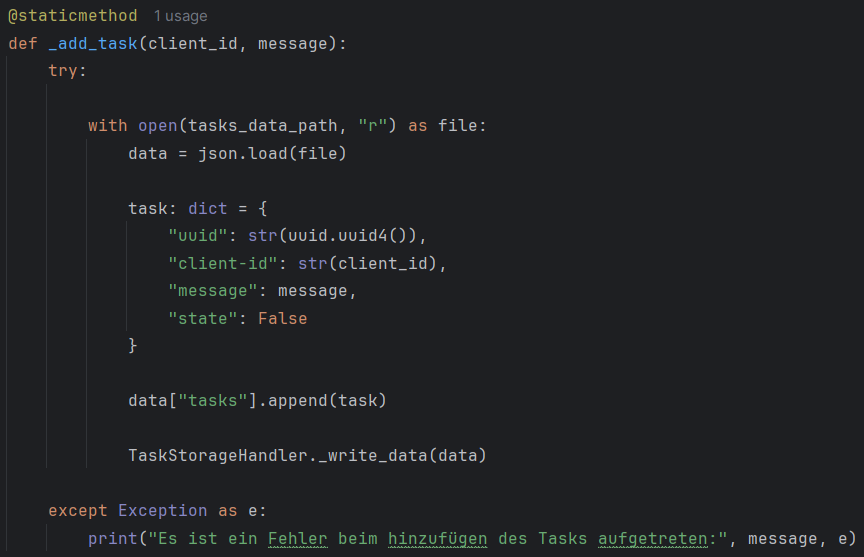 @staticmethod 1 usage
def _add_task(client_id, message):
    try:

        with open(tasks_data_path, "r") as file:
            data = json.load(file)

            task: dict = {
                "uuid": str(uuid.uuid4()),
                "client-id": str(client_id),
                "message": message,
                "state": False
            }

            data["tasks"].append(task)

            TaskStorageHandler._write_data(data)

    except Exception as e:
        print("Es ist ein Fehler beim hinzufügen des Tasks aufgetreten:", message, e)